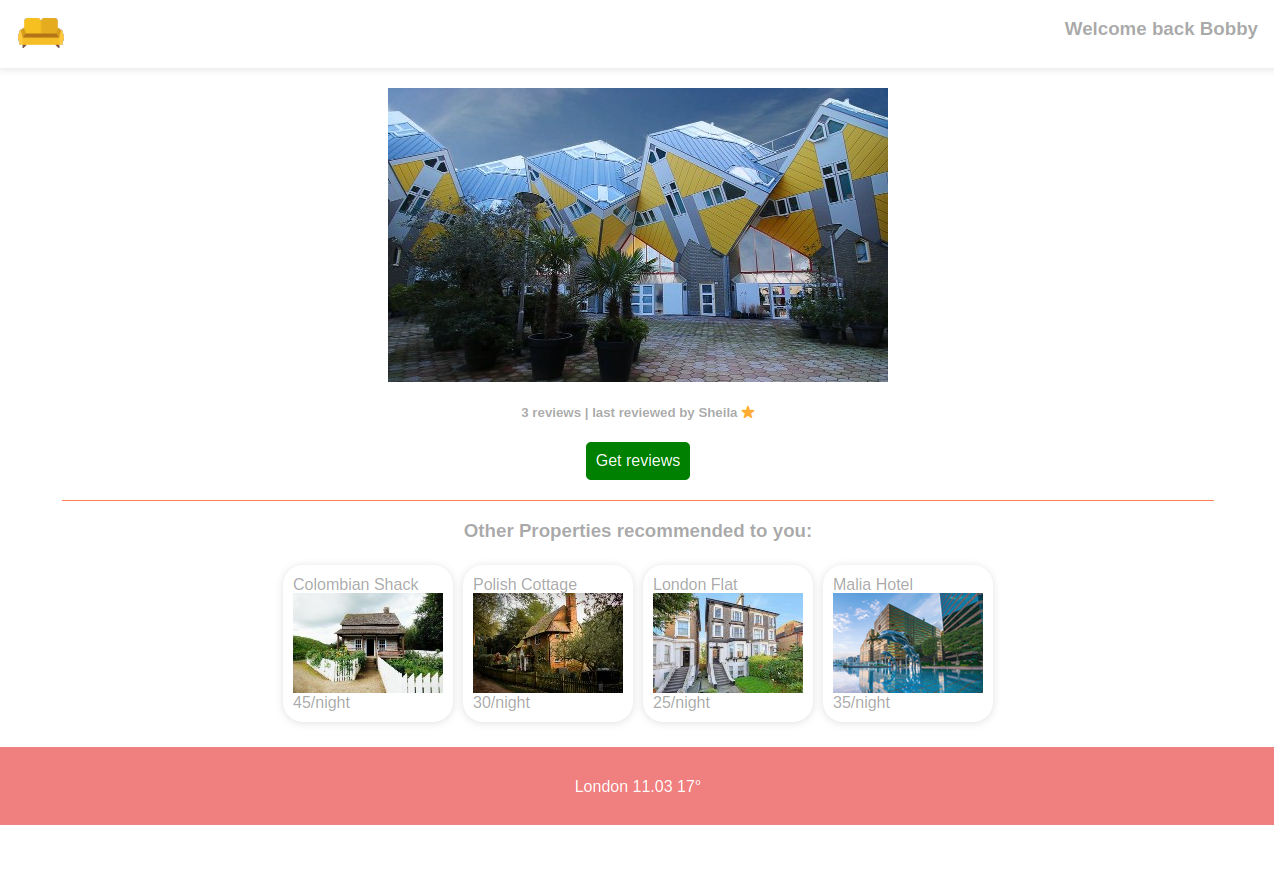 Welcome back Bobby
3 reviews | last reviewed by Sheila ⭐
Get reviews
Other Properties recommended to you:
Colombian Shack
45/night
Polish Cottage
30/night
London Flat
25/night
Malia Hotel
35/night
London 11.03 17°